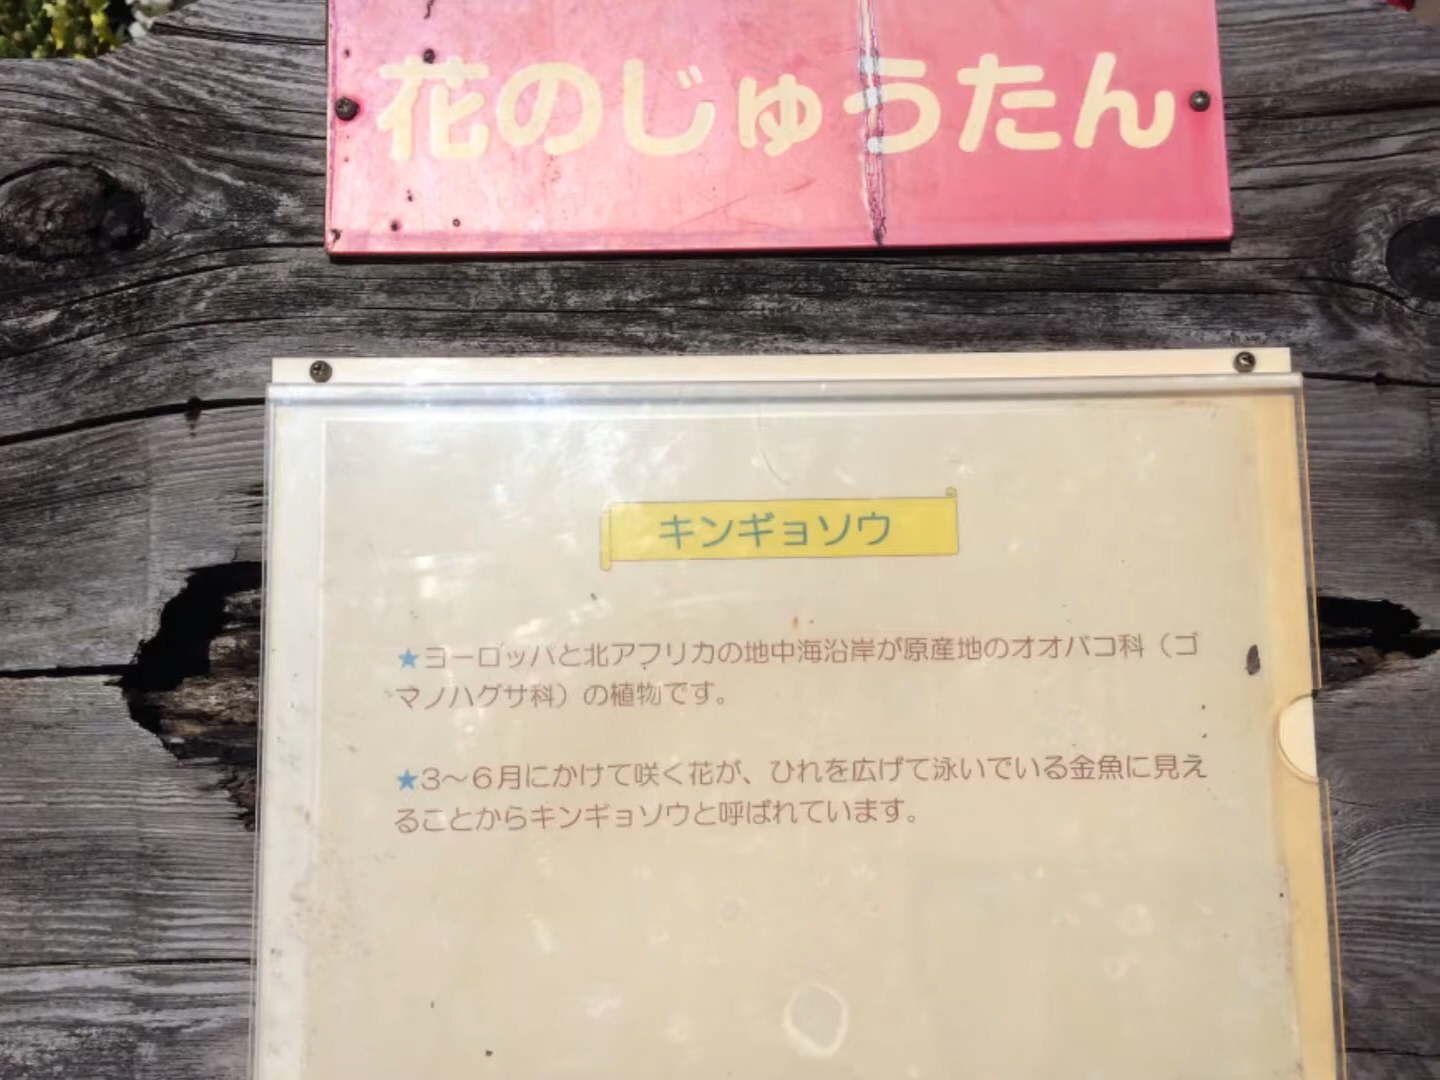 花のじゅうたん
キンギョソウ
★ヨーロッパと北アフリカの地中海沿岸が原産地のオオバコ科（ゴ
マノハグサ科）の植物です。
★3～6月にかけて咲く花が、ひれを広げて泳いでいる金魚に見え
ることからキンギョソウと呼ばれています。